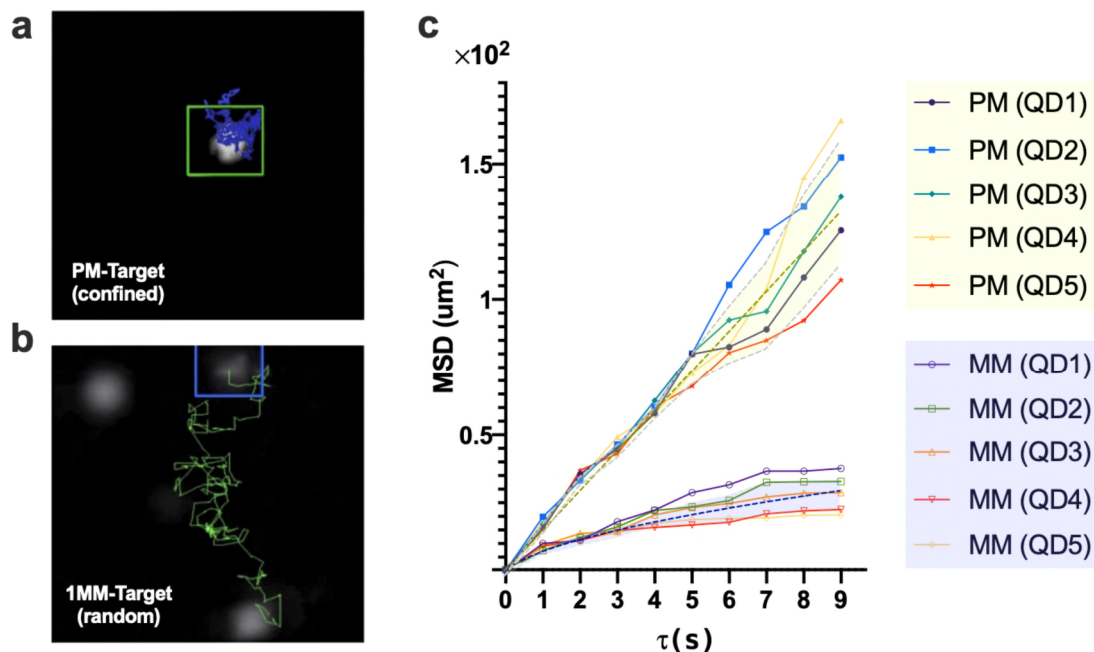 a
PM-Target
(confined)
b
1MM-Target
(random)
c
×10²
MSD (um²)
1.5
1.0
0.5
0 1 2 3 4 5 6 7 8 9
τ(s)
PM (QD1)
PM (QD2)
PM (QD3)
PM (QD4)
PM (QD5)
MM (QD1)
MM (QD2)
MM (QD3)
MM (QD4)
MM (QD5)